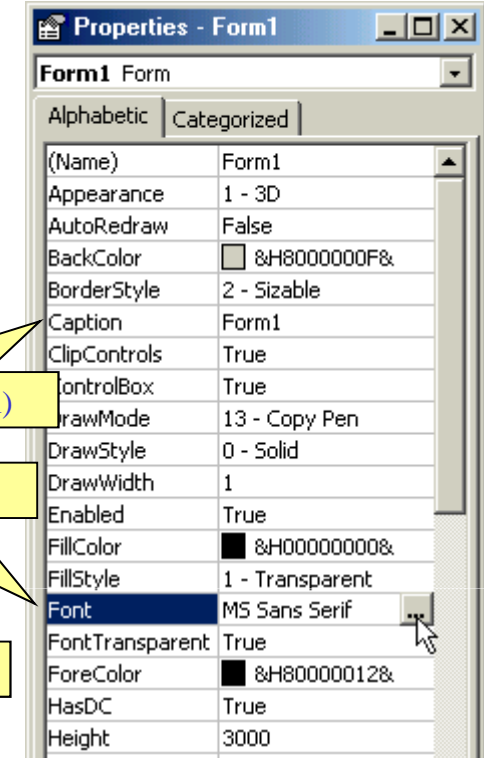 Properties - Form1
Form1 Form
Alphabetic Categorized
(Name) Form1
Appearance 1 - 3D
AutoRedraw False
BackColor &H8000000F&
BorderStyle 2 - Sizable
Caption Form1
ClipControls True
ControlBox True
)
DrawMode 13 - Copy Pen
DrawStyle 0 - Solid
DrawWidth 1
Enabled True
FillColor &H00000000&
FillStyle 1 - Transparent
Font MS Sans Serif ...
FontTransparent True
ForeColor &H80000012&
HasDC True
Height 3000